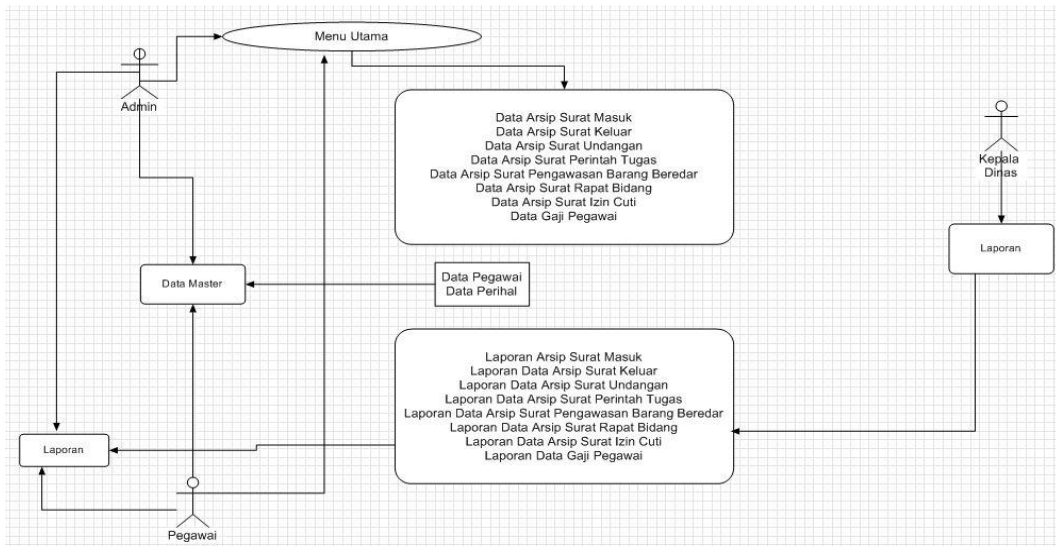 Menu Utama
Admin
Data Arsip Surat Masuk
Data Arsip Surat Keluar
Data Arsip Surat Undangan
Data Arsip Surat Perintah Tugas
Data Arsip Surat Pengawasan Barang Beredar
Data Arsip Surat Rapat Bidang
Data Arsip Surat Izin Cuti
Data Gaji Pegawai
Kepala
Dinas
Laporan
Data Master
Data Pegawai
Data Perihal
Laporan Arsip Surat Masuk
Laporan Data Arsip Surat Keluar
Laporan Data Arsip Surat Undangan
Laporan Data Arsip Surat Perintah Tugas
Laporan Data Arsip Surat Pengawasan Barang Beredar
Laporan Data Arsip Surat Rapat Bidang
Laporan Data Arsip Surat Izin Cuti
Laporan Data Gaji Pegawai
Laporan
Pegawai